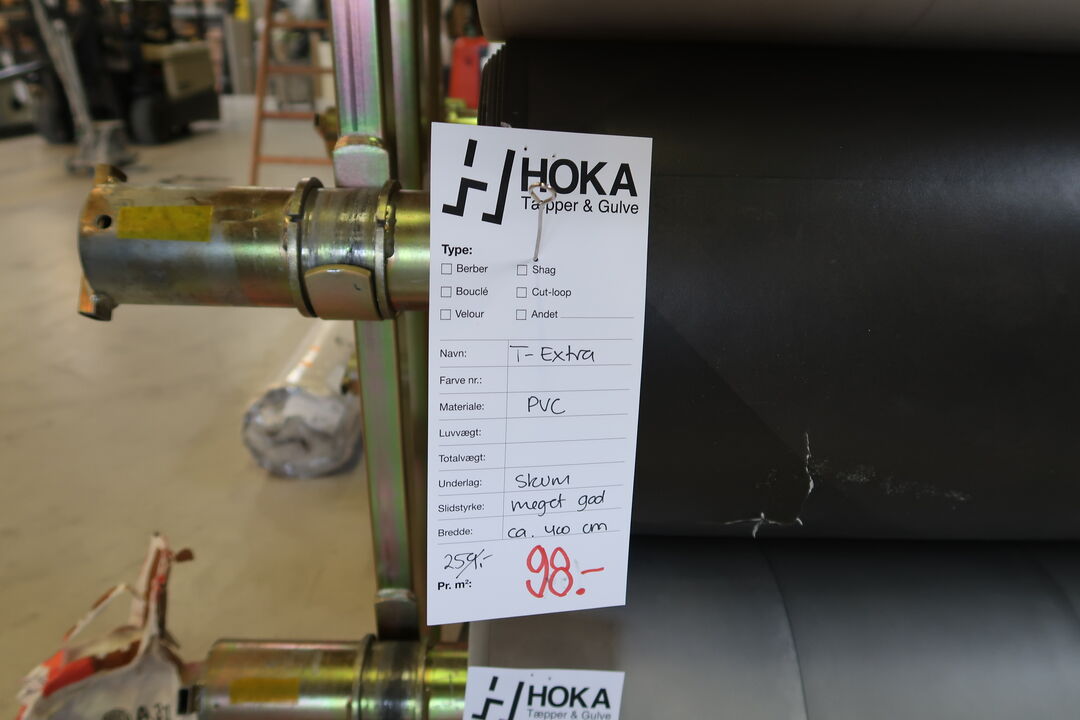 HOKA
Tæpper & Gulve
Type:
Berber Shag
Bouclé Cut-loop
Velour Andet
Navn: T-Extra
Farve nr.:
Materiale: PVC
Luvvægt:
Totalvægt:
Underlag: Skum
Slidstyrke: meget god
Bredde: ca. 400 cm
259,-
Pr. m²: 98.-
HOKA
Tæpper & Gulve